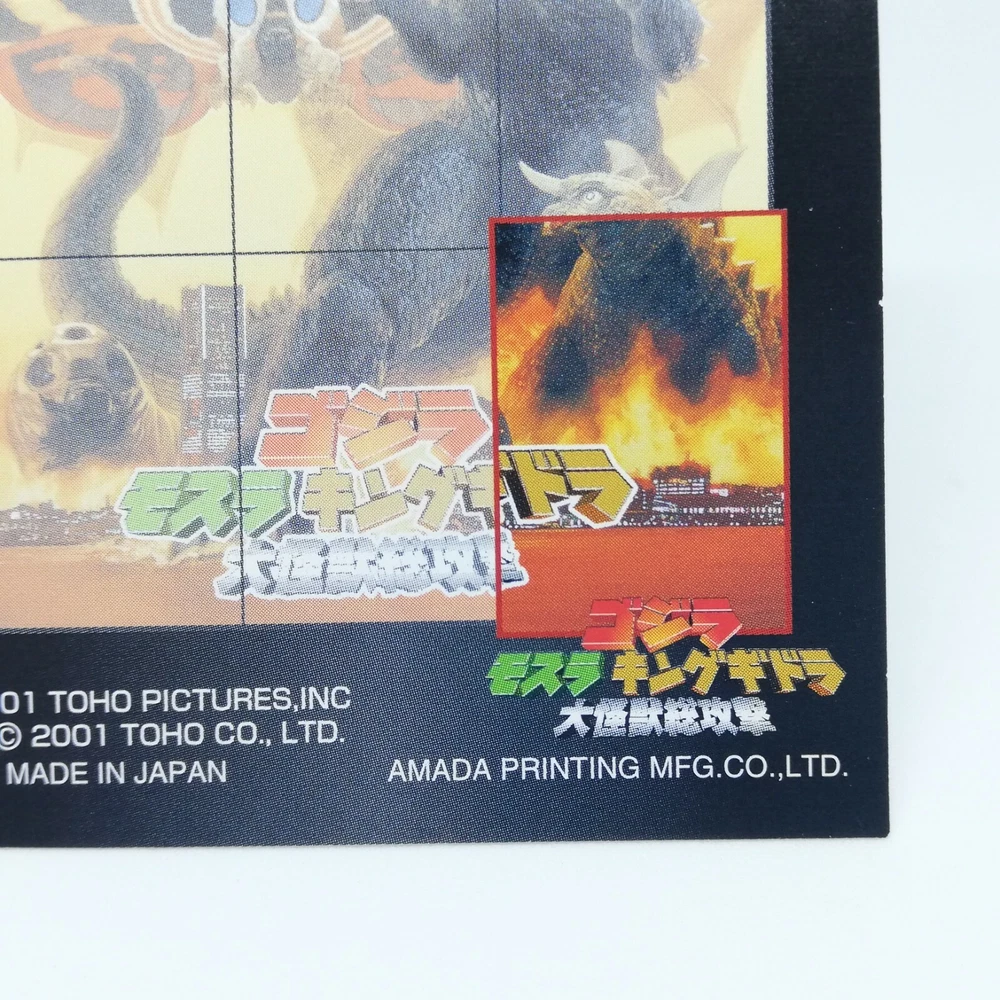 ゴジラ
モスラ キングギドラ
大怪獣総攻撃
ゴジラ
モスラ キングギドラ
大怪獣総攻撃
01 TOHO PICTURES,INC
© 2001 TOHO CO., LTD.
MADE IN JAPAN
AMADA PRINTING MFG.CO.,LTD.